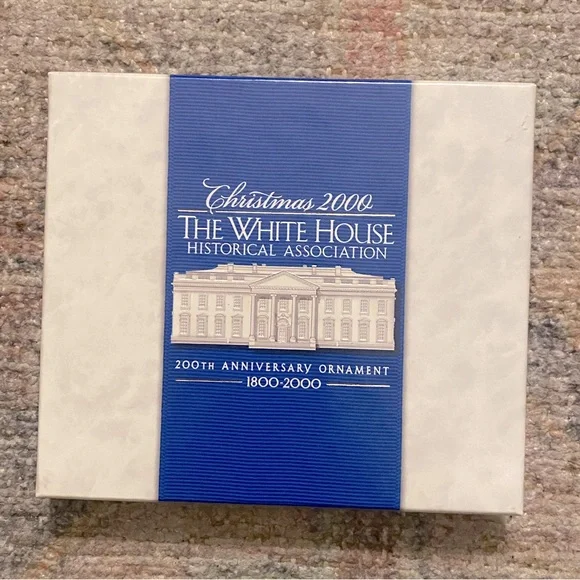 Christmas 2000
THE WHITE HOUSE
HISTORICAL ASSOCIATION
200TH ANNIVERSARY ORNAMENT
1800-2000